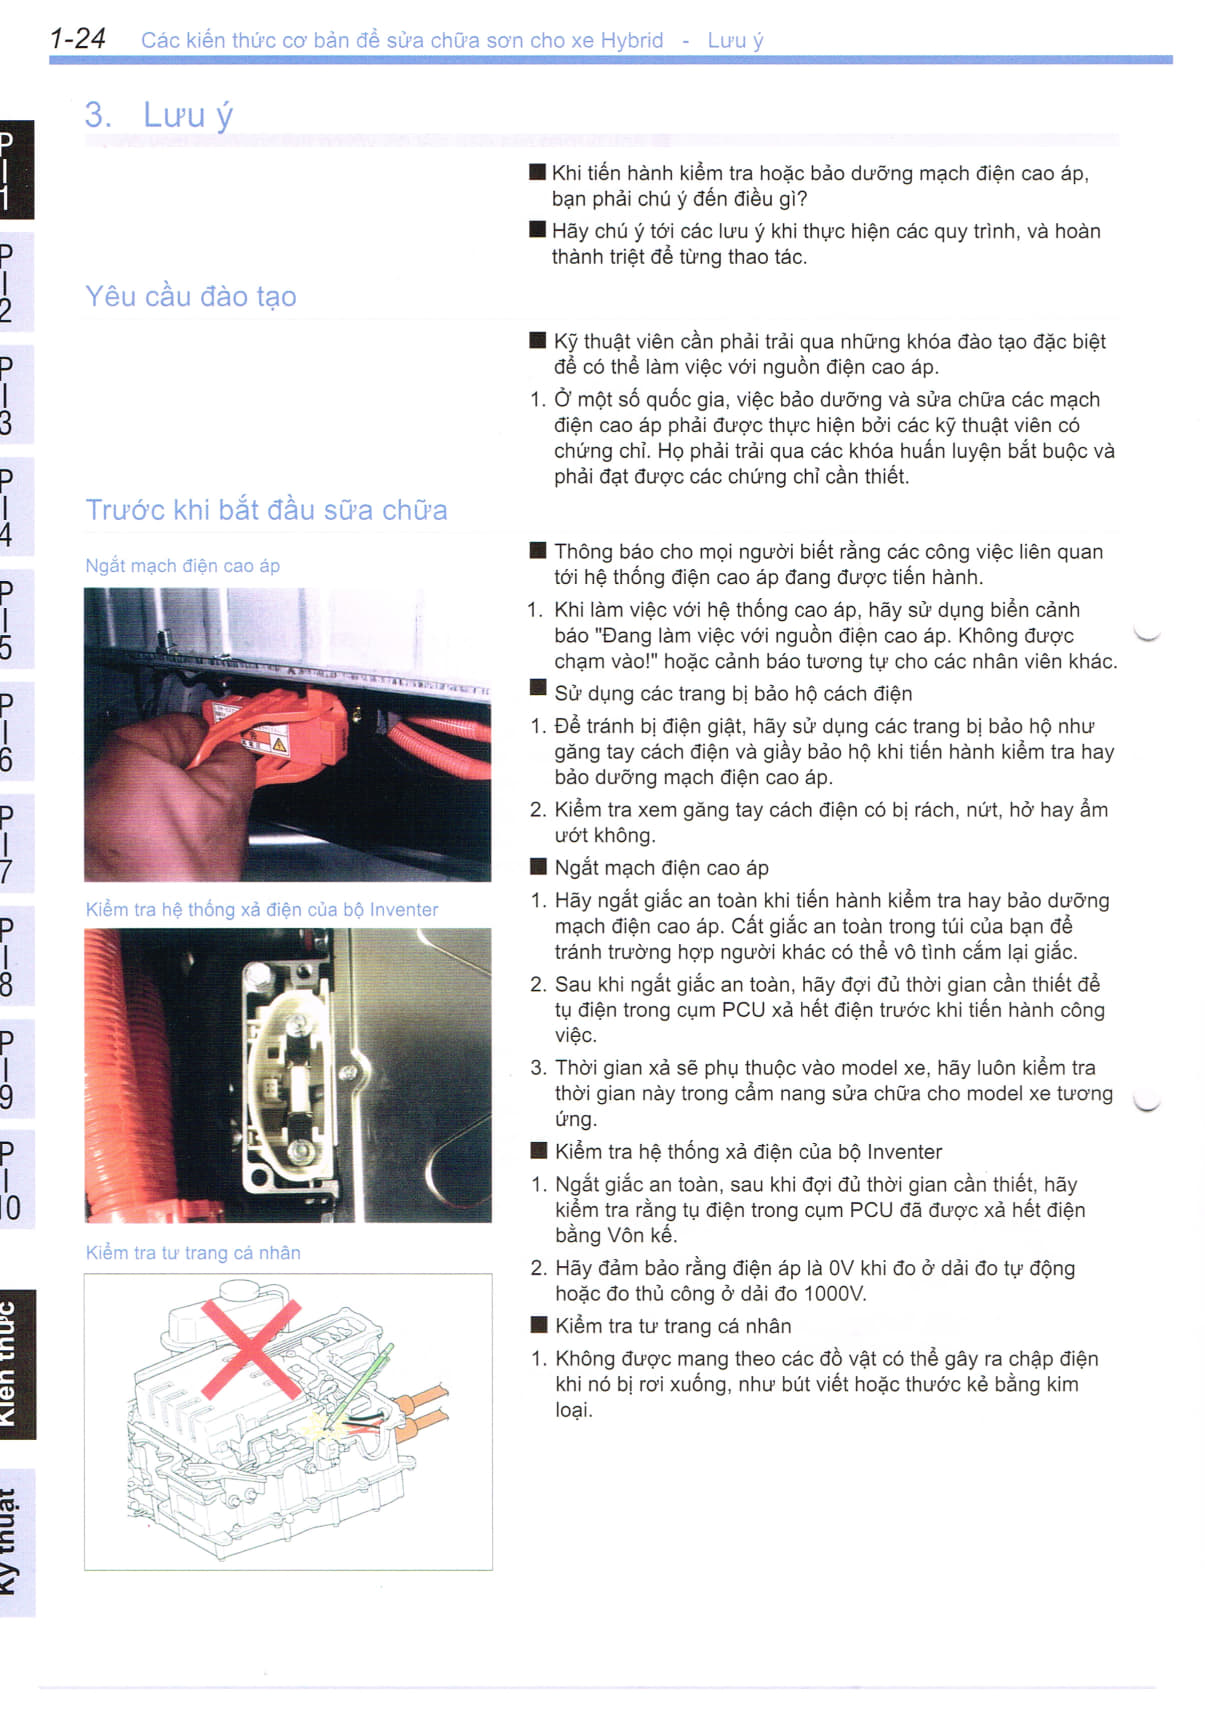 1-24 Các kiến thức cơ bản để sửa chữa sơn cho xe Hybrid - Lưu ý
3. Lưu ý
■ Khi tiến hành kiểm tra hoặc bảo dưỡng mạch điện cao áp,
bạn phải chú ý đến điều gì?
■ Hãy chú ý tới các lưu ý khi thực hiện các quy trình, và hoàn
thành triệt để từng thao tác.
Yêu cầu đào tạo
■ Kỹ thuật viên cần phải trải qua những khóa đào tạo đặc biệt
để có thể làm việc với nguồn điện cao áp.
1. Ở một số quốc gia, việc bảo dưỡng và sửa chữa các mạch
điện cao áp phải được thực hiện bởi các kỹ thuật viên có
chứng chỉ. Họ phải trải qua các khóa huấn luyện bắt buộc và
phải đạt được các chứng chỉ cần thiết.
Trước khi bắt đầu sữa chữa
Ngắt mạch điện cao áp
■ Thông báo cho mọi người biết rằng các công việc liên quan
tới hệ thống điện cao áp đang được tiến hành.
1. Khi làm việc với hệ thống cao áp, hãy sử dụng biển cảnh
báo "Đang làm việc với nguồn điện cao áp. Không được
chạm vào!" hoặc cảnh báo tương tự cho các nhân viên khác.
■ Sử dụng các trang bị bảo hộ cách điện
1. Để tránh bị điện giật, hãy sử dụng các trang bị bảo hộ như
găng tay cách điện và giầy bảo hộ khi tiến hành kiểm tra hay
bảo dưỡng mạch điện cao áp.
2. Kiểm tra xem găng tay cách điện có bị rách, nứt, hở hay ẩm
ướt không.
■ Ngắt mạch điện cao áp
1. Hãy ngắt giắc an toàn khi tiến hành kiểm tra hay bảo dưỡng
mạch điện cao áp. Cất giắc an toàn trong túi của bạn để
tránh trường hợp người khác có thể vô tình cắm lại giắc.
2. Sau khi ngắt giắc an toàn, hãy đợi đủ thời gian cần thiết để
tụ điện trong cụm PCU xả hết điện trước khi tiến hành công
việc.
3. Thời gian xả sẽ phụ thuộc vào model xe, hãy luôn kiểm tra
thời gian này trong cẩm nang sửa chữa cho model xe tương
ứng.
Kiểm tra hệ thống xả điện của bộ Inventer
■ Kiểm tra hệ thống xả điện của bộ Inventer
1. Ngắt giắc an toàn, sau khi đợi đủ thời gian cần thiết, hãy
kiểm tra rằng tụ điện trong cụm PCU đã được xả hết điện
bằng Vôn kế.
2. Hãy đảm bảo rằng điện áp là 0V khi đo ở dải đo tự động
hoặc đo thủ công ở dải đo 1000V.
Kiểm tra tư trang cá nhân
■ Kiểm tra tư trang cá nhân
1. Không được mang theo các đồ vật có thể gây ra chập điện
khi nó bị rơi xuống, như bút viết hoặc thước kẻ bằng kim
loại.
P
I
1
P
I
2
P
I
3
P
I
4
P
I
5
P
I
6
P
I
7
P
I
8
P
I
9
P
I
10
Kiến thức
Kỹ thuật